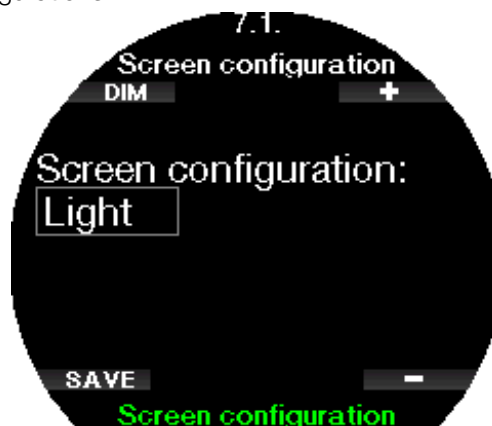 7.1.
Screen configuration
DIM +
Screen configuration:
Light
SAVE -
Screen configuration